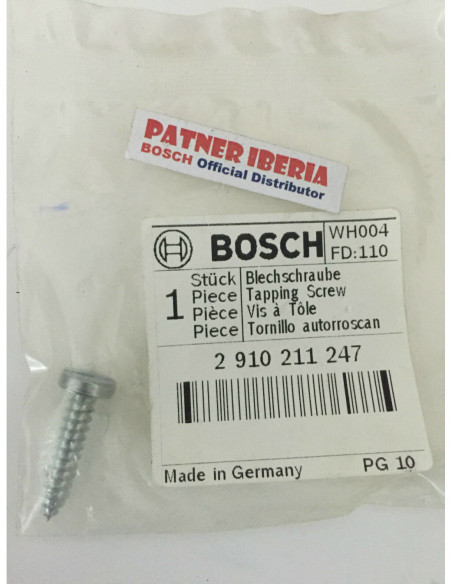 PATNER IBERIA
BOSCH Official Distributor
BOSCH
WH004
FD:110
1
Stück Blechschraube
Piece Tapping Screw
Pièce Vis à Tôle
Piece Tornillo autorroscan
2 910 211 247
Made in Germany PG 10